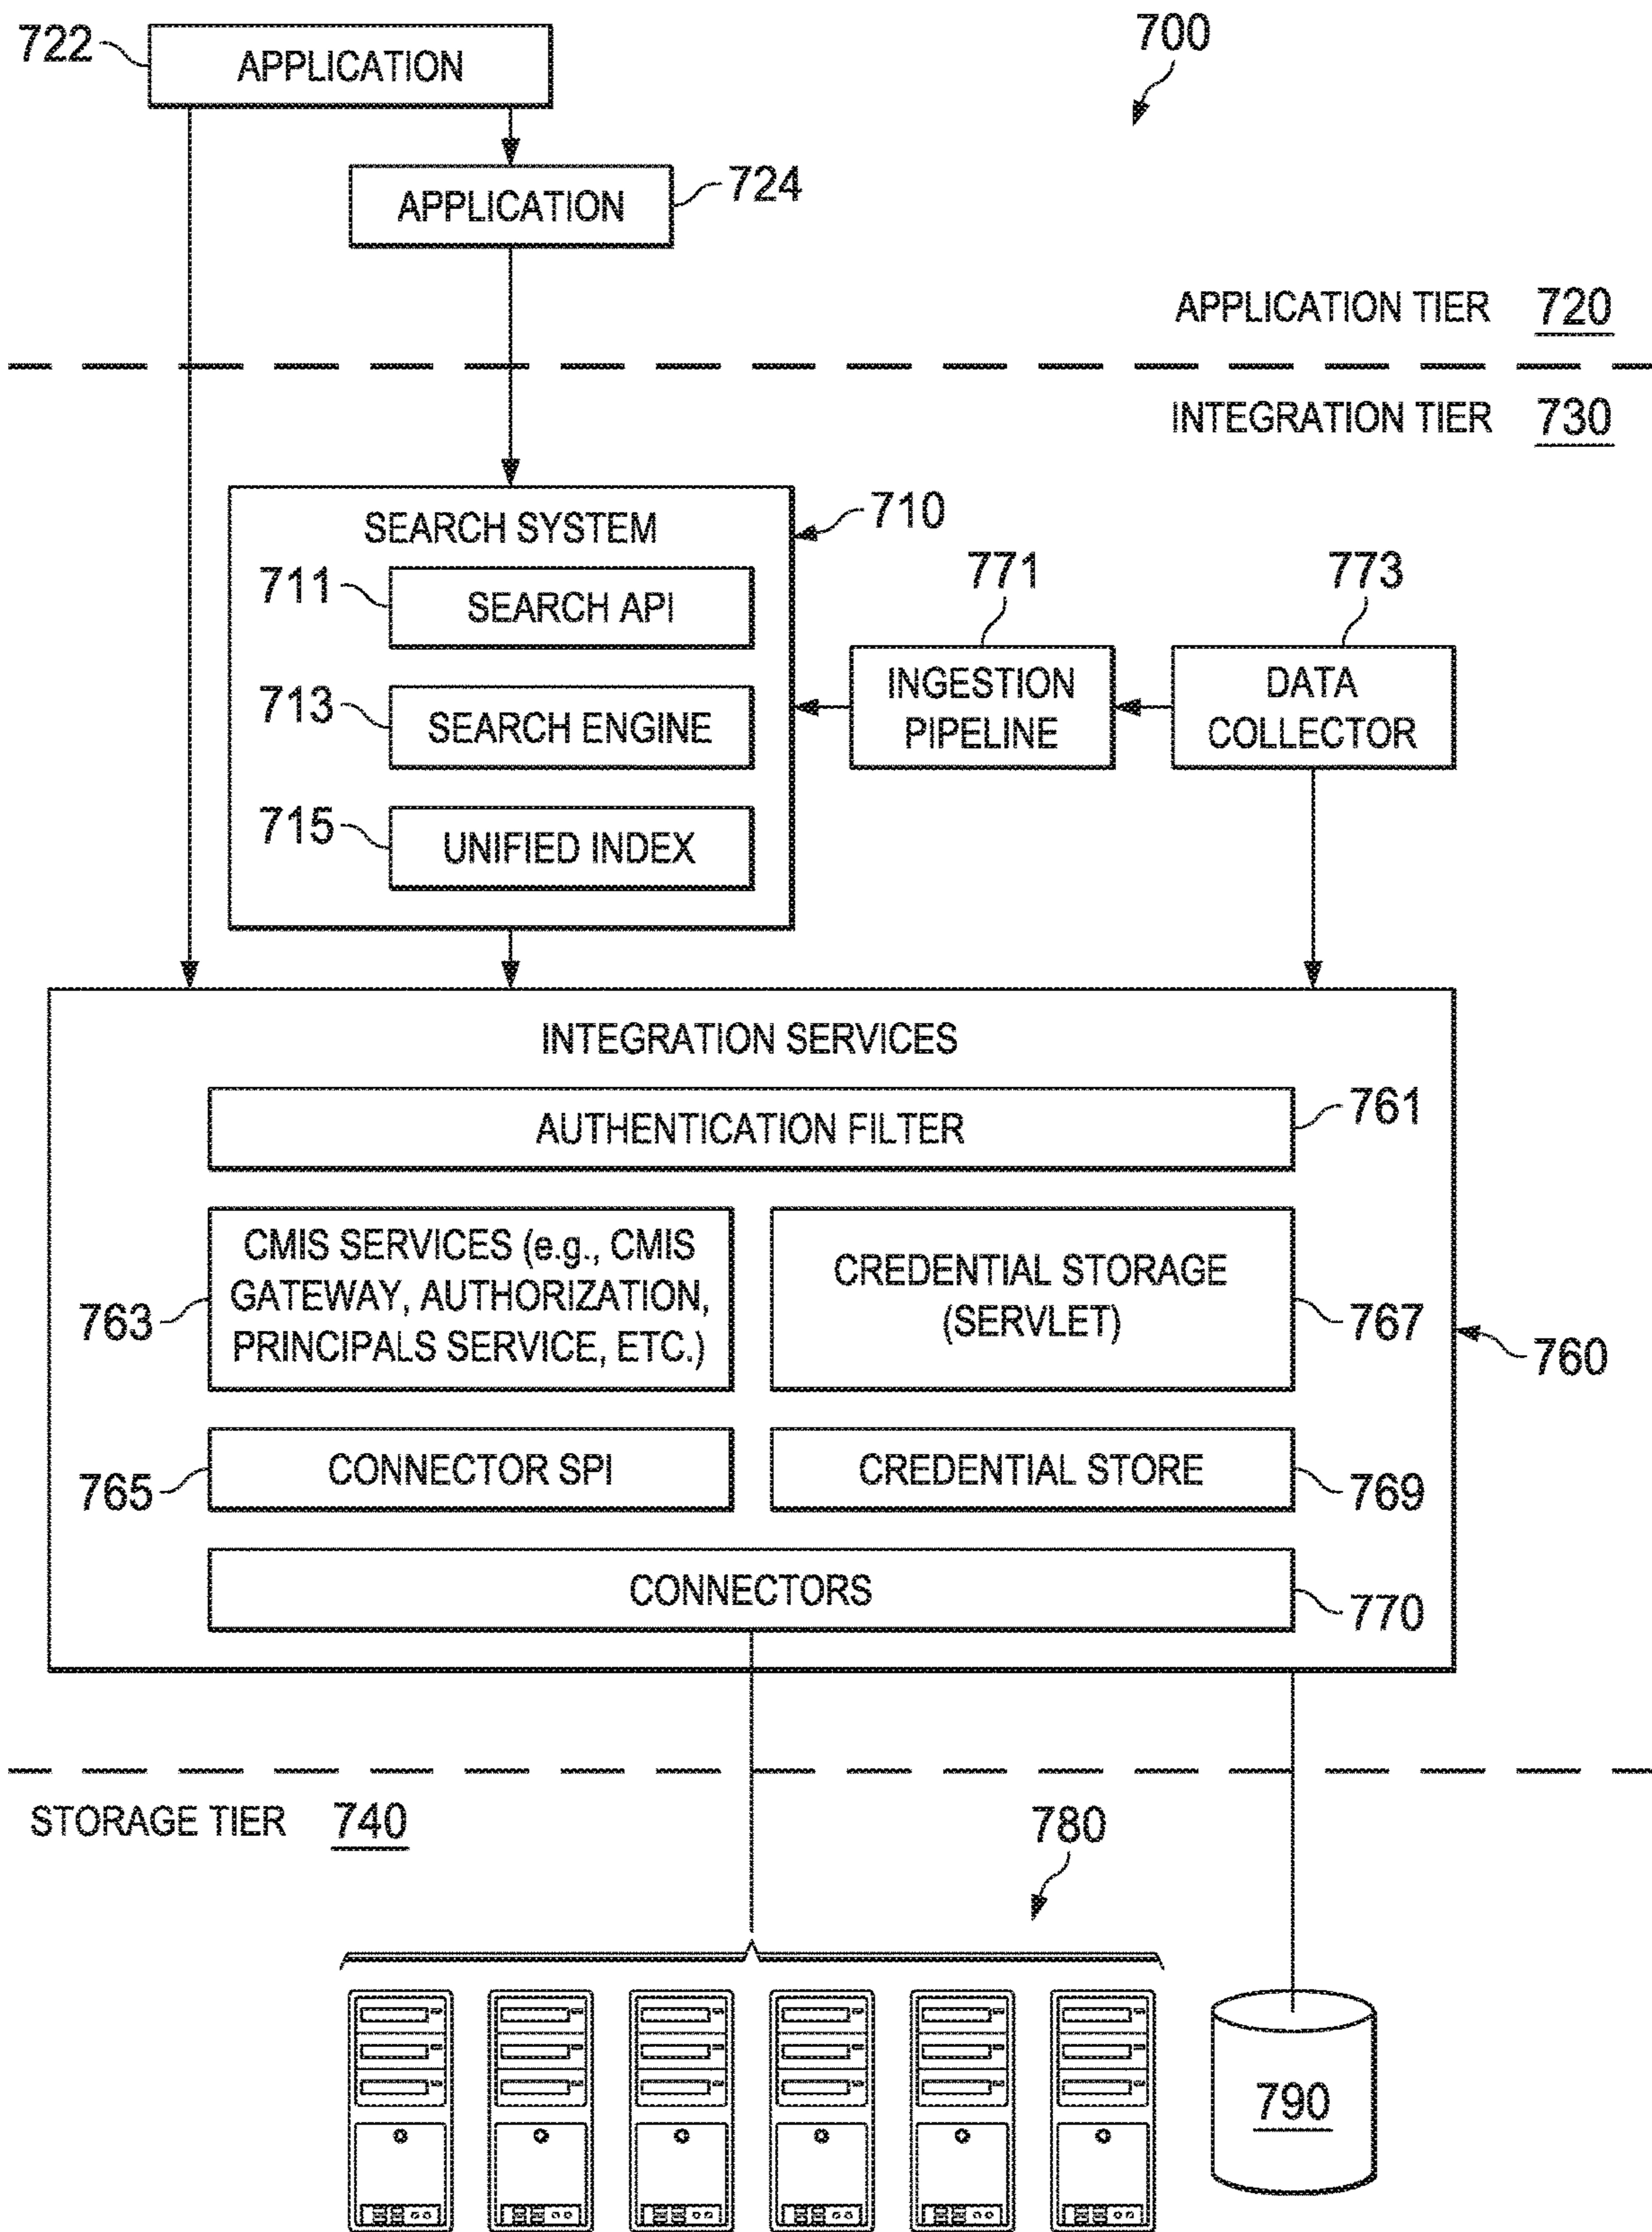 722
APPLICATION
700
APPLICATION
724
APPLICATION TIER 720
INTEGRATION TIER 730
SEARCH SYSTEM
710
711
SEARCH API
771
773
713
SEARCH ENGINE
INGESTION
PIPELINE
DATA
COLLECTOR
715
UNIFIED INDEX
INTEGRATION SERVICES
AUTHENTICATION FILTER
761
763
CMIS SERVICES (e.g., CMIS
GATEWAY, AUTHORIZATION,
PRINCIPALS SERVICE, ETC.)
CREDENTIAL STORAGE
(SERVLET)
767
760
765
CONNECTOR SPI
CREDENTIAL STORE
769
CONNECTORS
770
STORAGE TIER 740
780
790